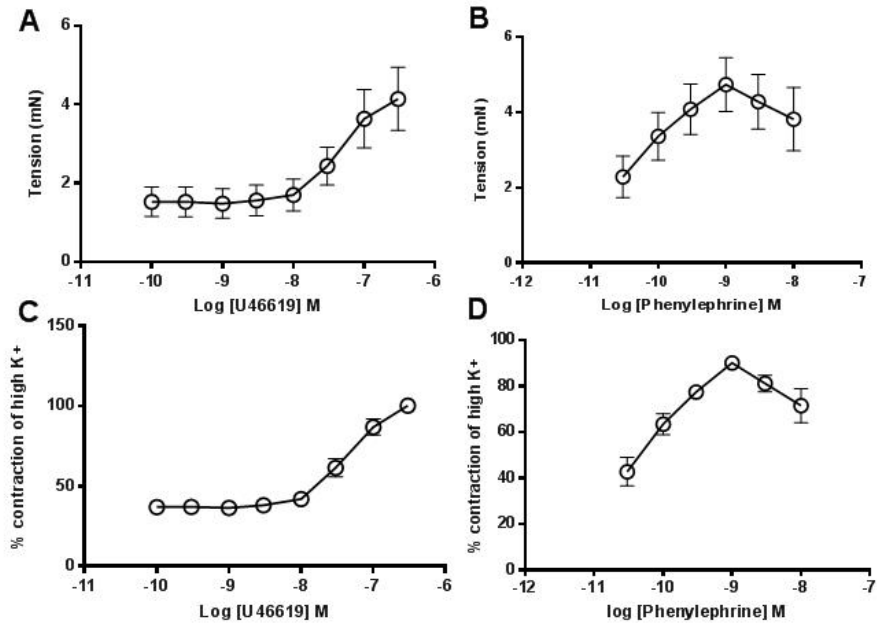 A
Tension (mN)
6
4
2
0
-11 -10 -9 -8 -7 -6
Log [U46619] M
B
Tension (mN)
6
4
2
0
-12 -11 -10 -9 -8 -7
Log [Phenylephrine] M
C
% contraction of high K+
150
100
50
0
-11 -10 -9 -8 -7 -6
Log [U46619] M
D
% contraction of high K+
100
80
60
40
20
0
-12 -11 -10 -9 -8 -7
log [Phenylephrine] M